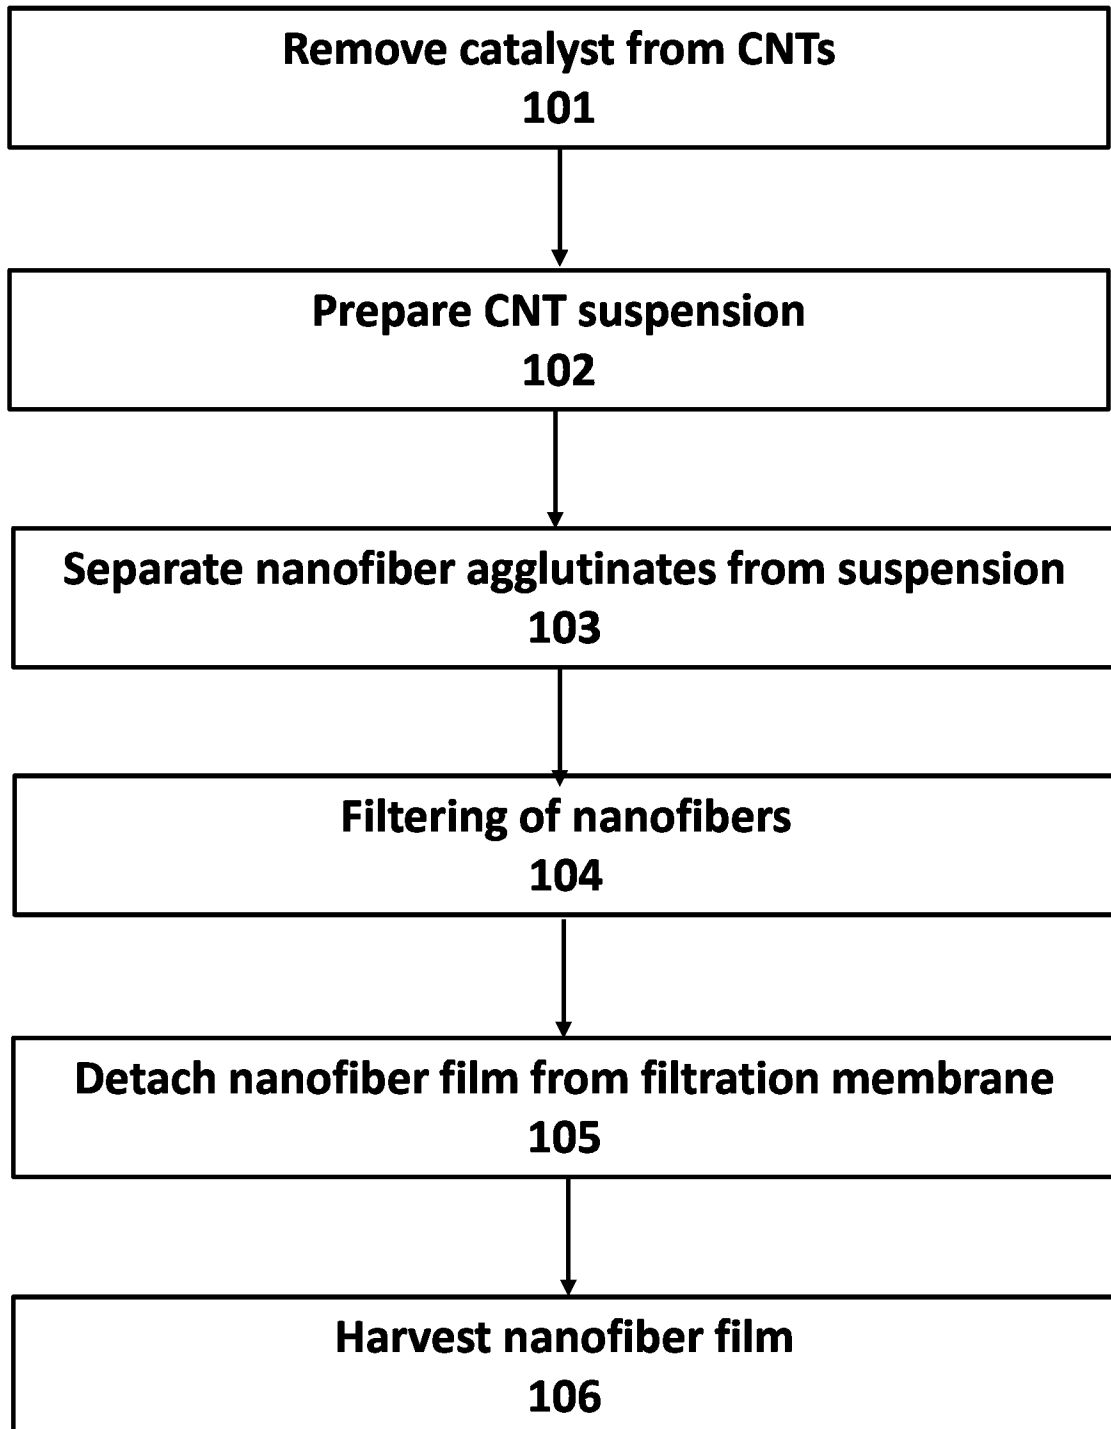 Remove catalyst from CNTs
101
Prepare CNT suspension
102
Separate nanofiber agglutinates from suspension
103
Filtering of nanofibers
104
Detach nanofiber film from filtration membrane
105
Harvest nanofiber film
106